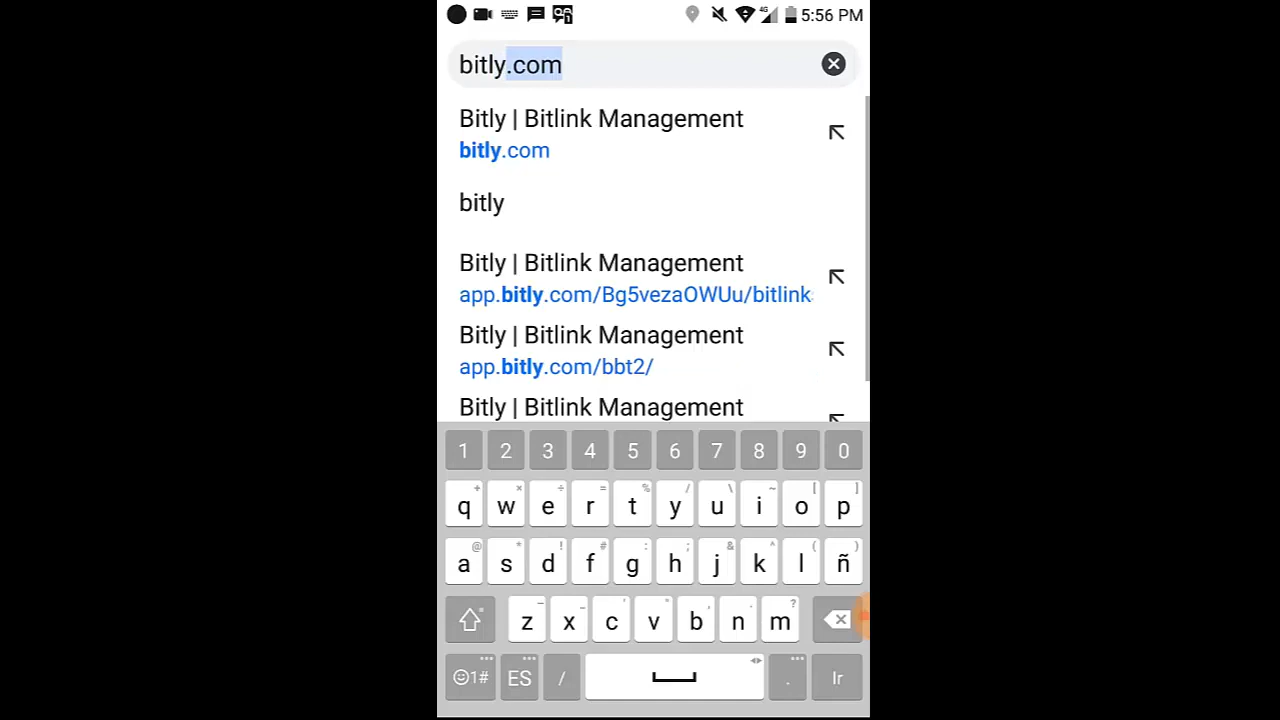 4G 5:56 PM
bitly.com
Bitly | Bitlink Management
bitly.com
bitly
Bitly | Bitlink Management
app.bitly.com/Bg5vezaOWUu/bitlink
Bitly | Bitlink Management
app.bitly.com/bbt2/
Bitly | Bitlink Management
1 2 3 4 5 6 7 8 9 0
q w e r t y u i o p
a s d f g h j k l ñ
z x c v b n m
1# ES / . Ir